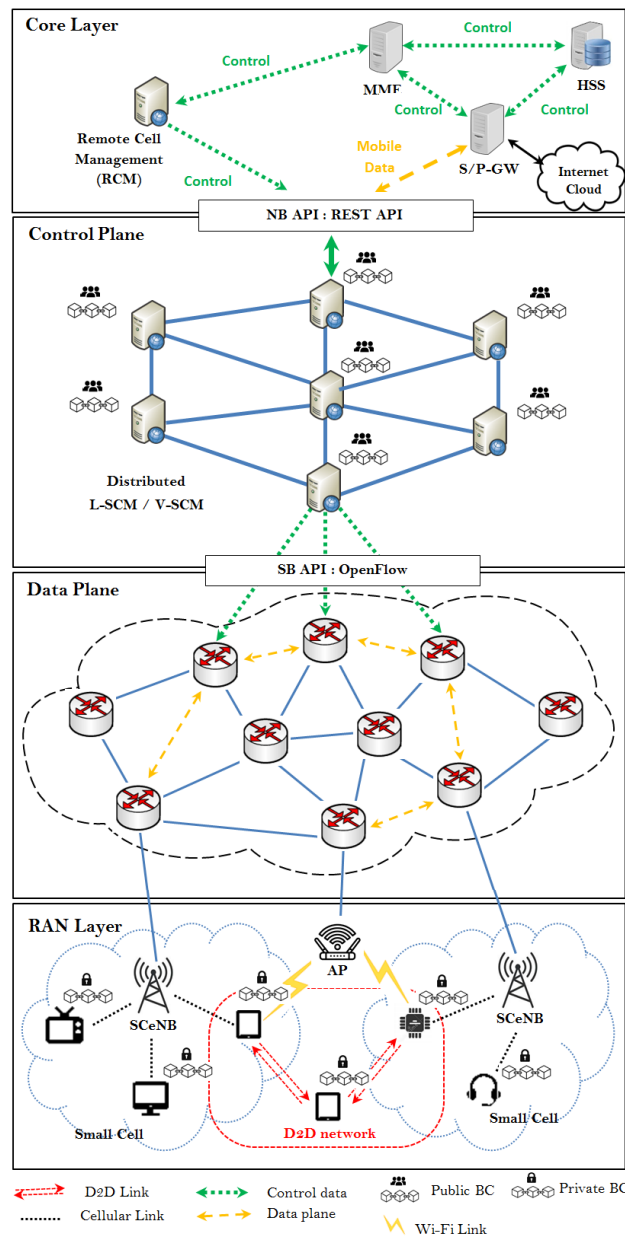 Core Layer
Control
Control
MME
HSS
Control
Control
Remote Cell
Management
(RCM)
Mobile
Data
S/P-GW
Control
Internet
Cloud
NB API : REST API
Control Plane
Distributed
L-SCM / V-SCM
SB API : OpenFlow
Data Plane
RAN Layer
AP
SCeNB
SCeNB
Small Cell
Small Cell
D2D network
D2D Link
Control data
Public BC
Private BC
Cellular Link
Data plane
Wi-Fi Link